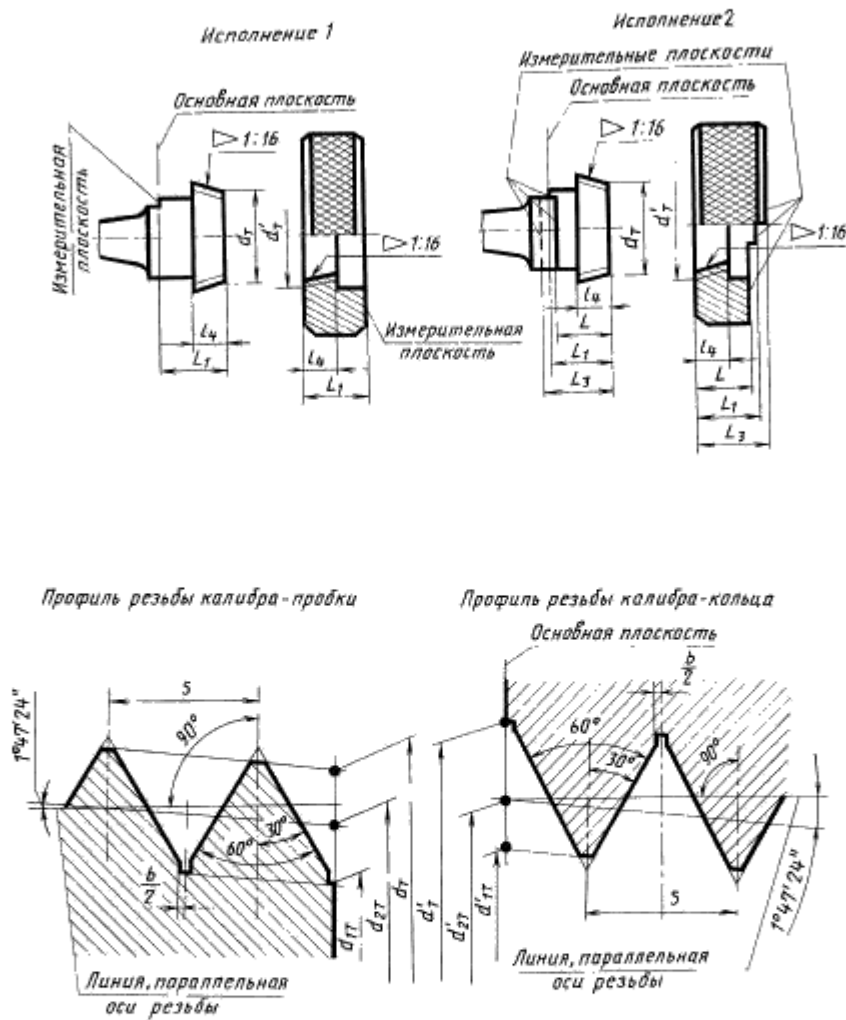 Исполнение 1
Исполнение 2
Измерительные плоскости
Основная плоскость
Основная плоскость
1:16
1:16
Измерительная
плоскость
dт
d'т
dт
d'т
1:16
1:16
Измерительная
плоскость
l₄
L₁
l₄
L₁
l₄
L
L₁
L₃
l₄
L
L₁
L₃
Профиль резьбы калибра-пробки
Профиль резьбы калибра-кольца
Основная плоскость
S
90°
1°47'24"
30°
60°
b/2
d₁т
d₂т
dт
Линия, параллельная
оси резьбы
b/2
60°
30°
90°
d'т
d'₂т
d'₁т
S
1°47'24"
Линия, параллельная
оси резьбы